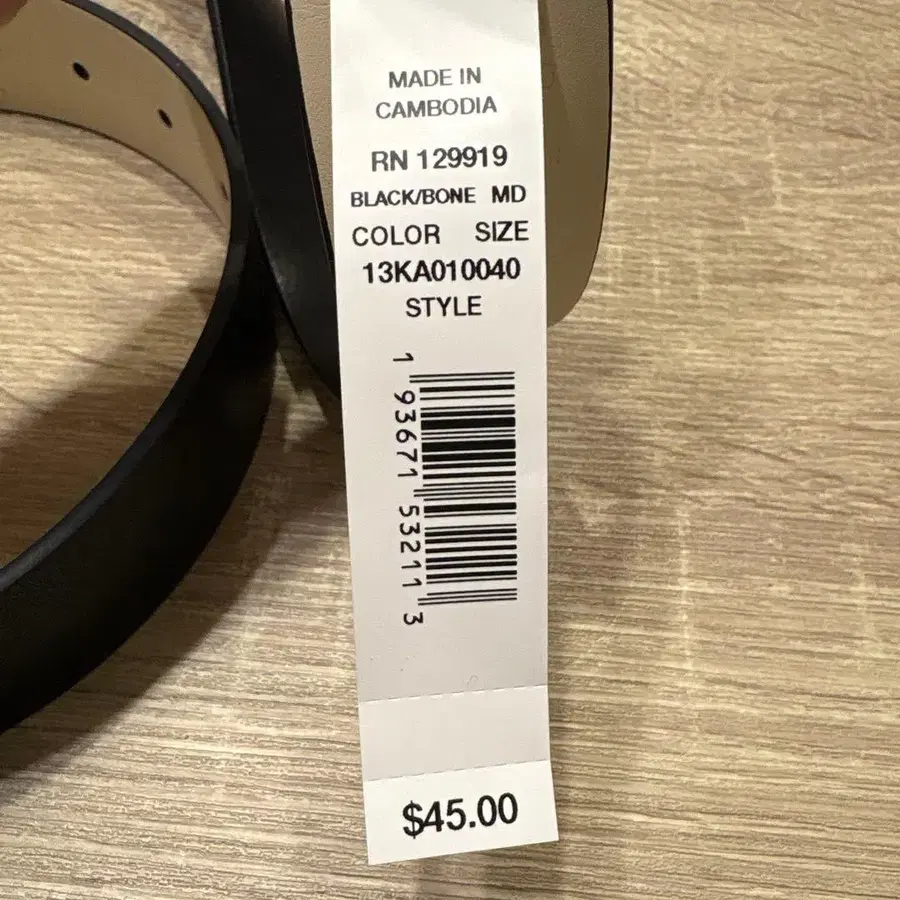 MADE IN
CAMBODIA
RN 129919
BLACK/BONE MD
COLOR SIZE
13KA010040
STYLE
1 93671 53211 3
$45.00